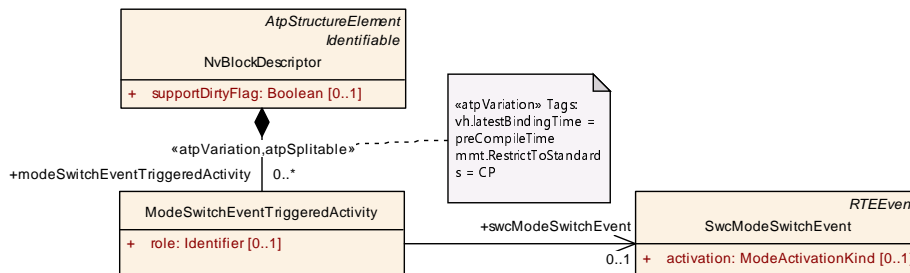 AtpStructureElement
Identifiable
NvBlockDescriptor
+ supportDirtyFlag: Boolean [0..1]
«atpVariation» Tags:
vh.latestBindingTime =
preCompileTime
mmt.RestrictToStandard
s = CP
«atpVariation,atpSplitable»
+modeSwitchEventTriggeredActivity 0..*
ModeSwitchEventTriggeredActivity
+ role: Identifier [0..1]
+swcModeSwitchEvent
0..1
RTEEvent
SwcModeSwitchEvent
+ activation: ModeActivationKind [0..1]